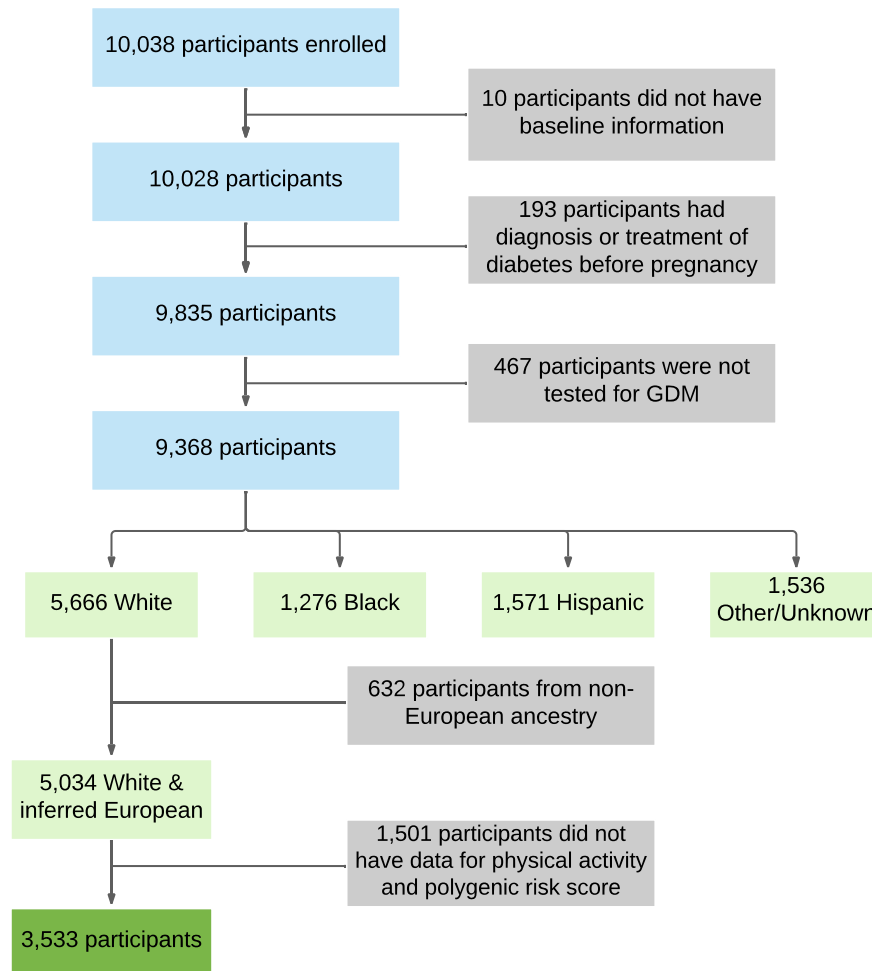 10,038 participants enrolled
10 participants did not have
baseline information
10,028 participants
193 participants had
diagnosis or treatment of
diabetes before pregnancy
9,835 participants
467 participants were not
tested for GDM
9,368 participants
5,666 White
1,276 Black
1,571 Hispanic
1,536
Other/Unknown
632 participants from non-
European ancestry
5,034 White &
inferred European
1,501 participants did not
have data for physical activity
and polygenic risk score
3,533 participants